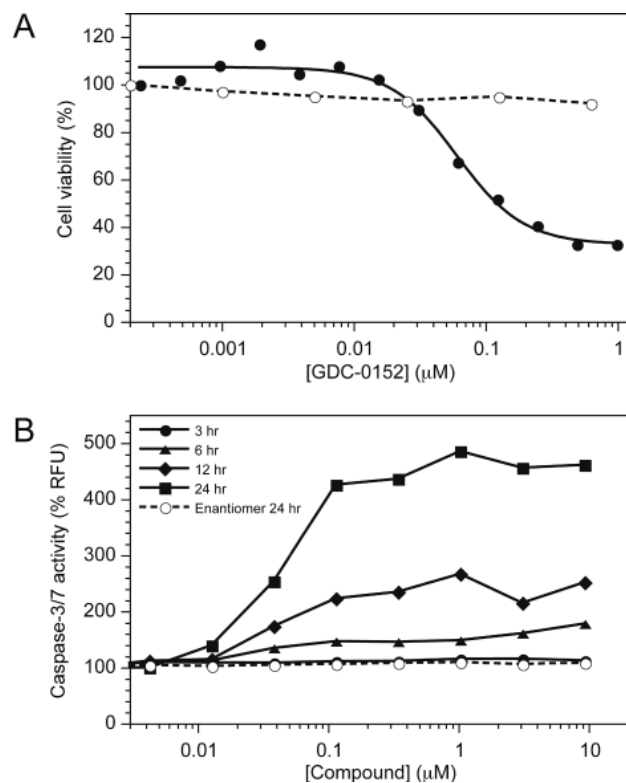 A
120
100
80
60
40
20
0
Cell viability (%)
0.001
0.01
0.1
1
[GDC-0152] (μM)
B
500
400
300
200
100
0
Caspase-3/7 activity (% RFU)
3 hr
6 hr
12 hr
24 hr
Enantiomer 24 hr
0.01
0.1
1
10
[Compound] (μM)